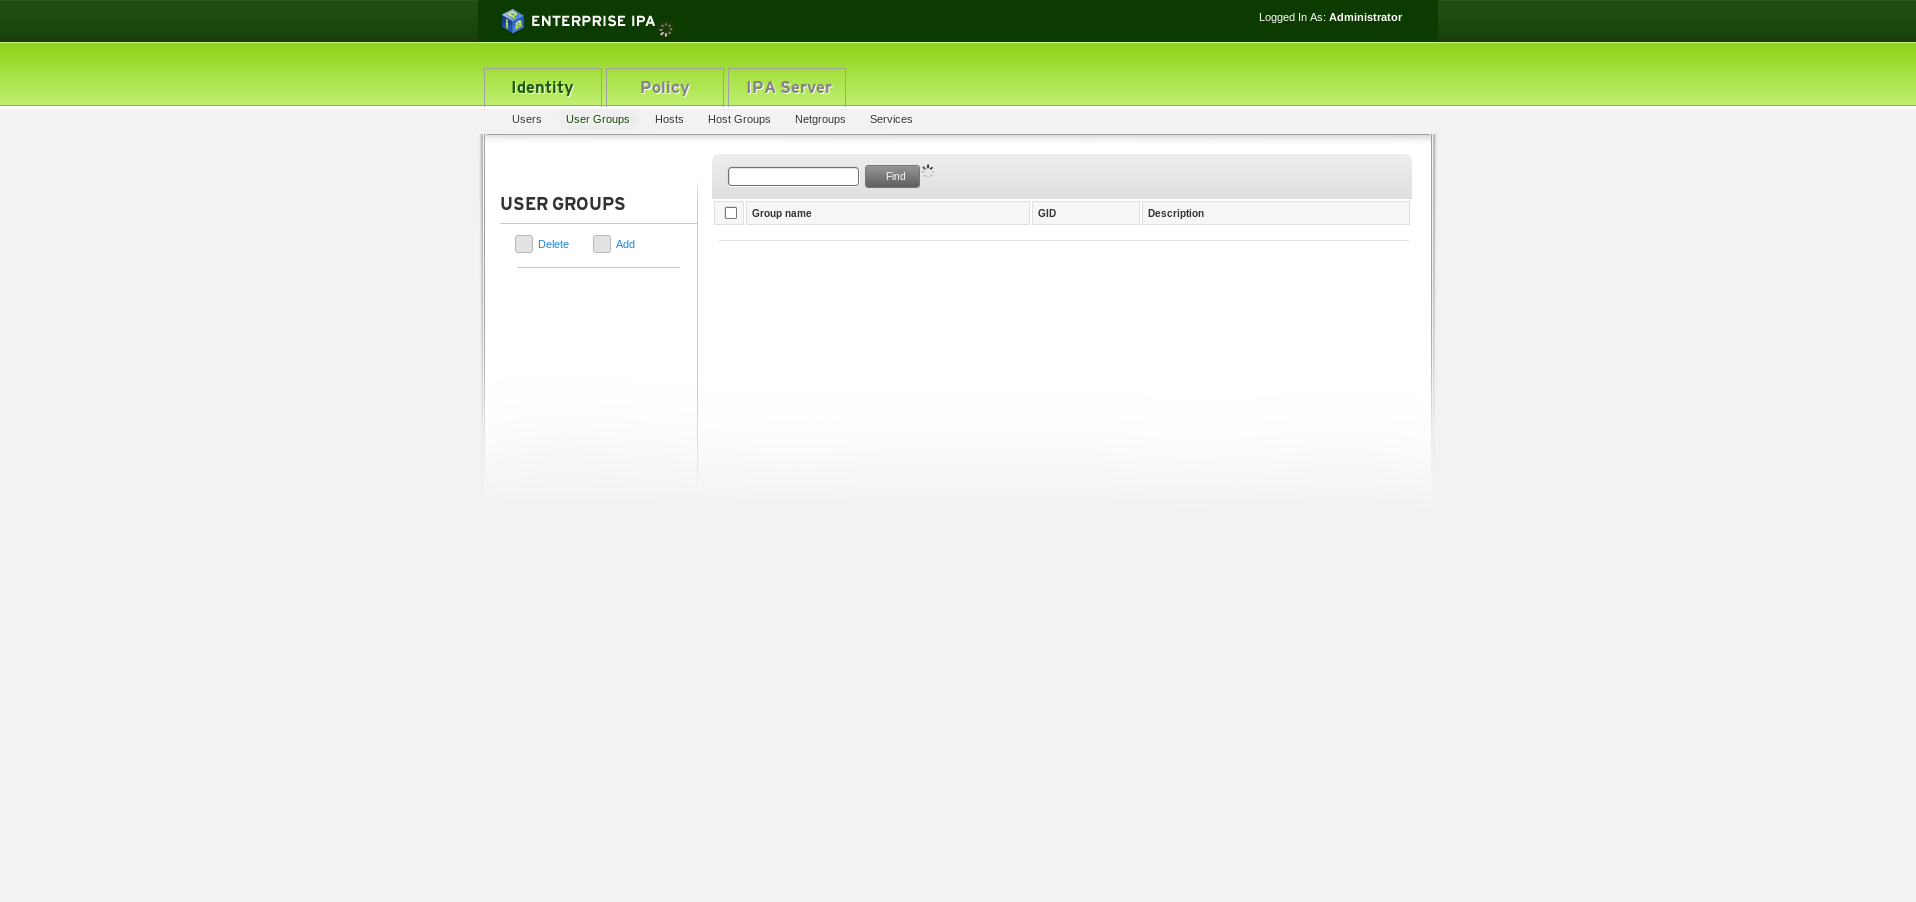 ENTERPRISE IPA
Logged In As: Administrator
Identity
Policy
IPA Server
Users
User Groups
Hosts
Host Groups
Netgroups
Services
USER GROUPS
Delete
Add
Find
Group name
GID
Description